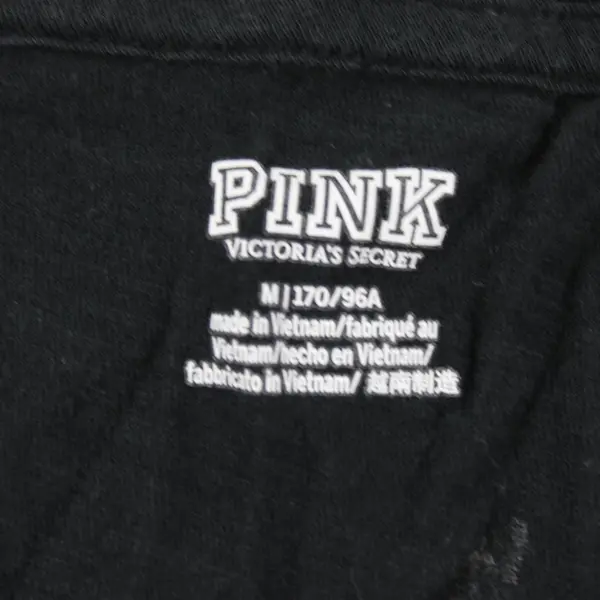 PINK
VICTORIA'S SECRET
M|170/96A
made in Vietnam/fabriqué au
Vietnam/hecho en Vietnam/
fabbricato in Vietnam/ 越南制造